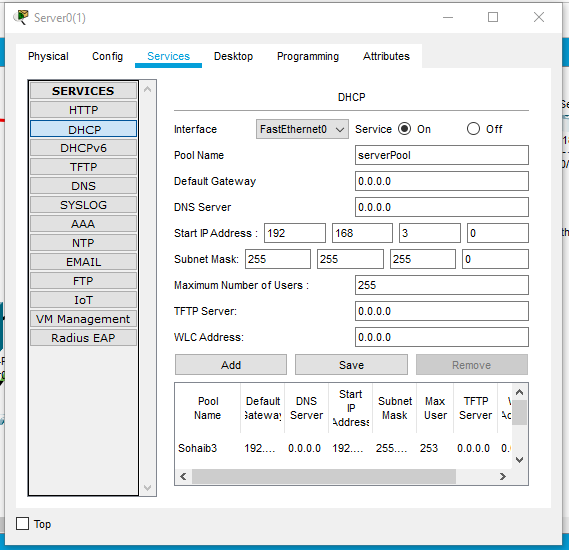 Server0(1)
Physical Config Services Desktop Programming Attributes
SERVICES
HTTP
DHCP
DHCPv6
TFTP
DNS
SYSLOG
AAA
NTP
EMAIL
FTP
IoT
VM Management
Radius EAP
DHCP
Interface FastEthernet0 Service On Off
Pool Name serverPool
Default Gateway 0.0.0.0
DNS Server 0.0.0.0
Start IP Address : 192 168 3 0
Subnet Mask: 255 255 255 0
Maximum Number of Users : 255
TFTP Server: 0.0.0.0
WLC Address: 0.0.0.0
Add Save Remove
Pool Name Default Gateway DNS Server Start IP Address Subnet Mask Max User TFTP Server
Sohaib3 192.... 0.0.0.0 192.... 255.... 253 0.0.0.0 0.0
Top